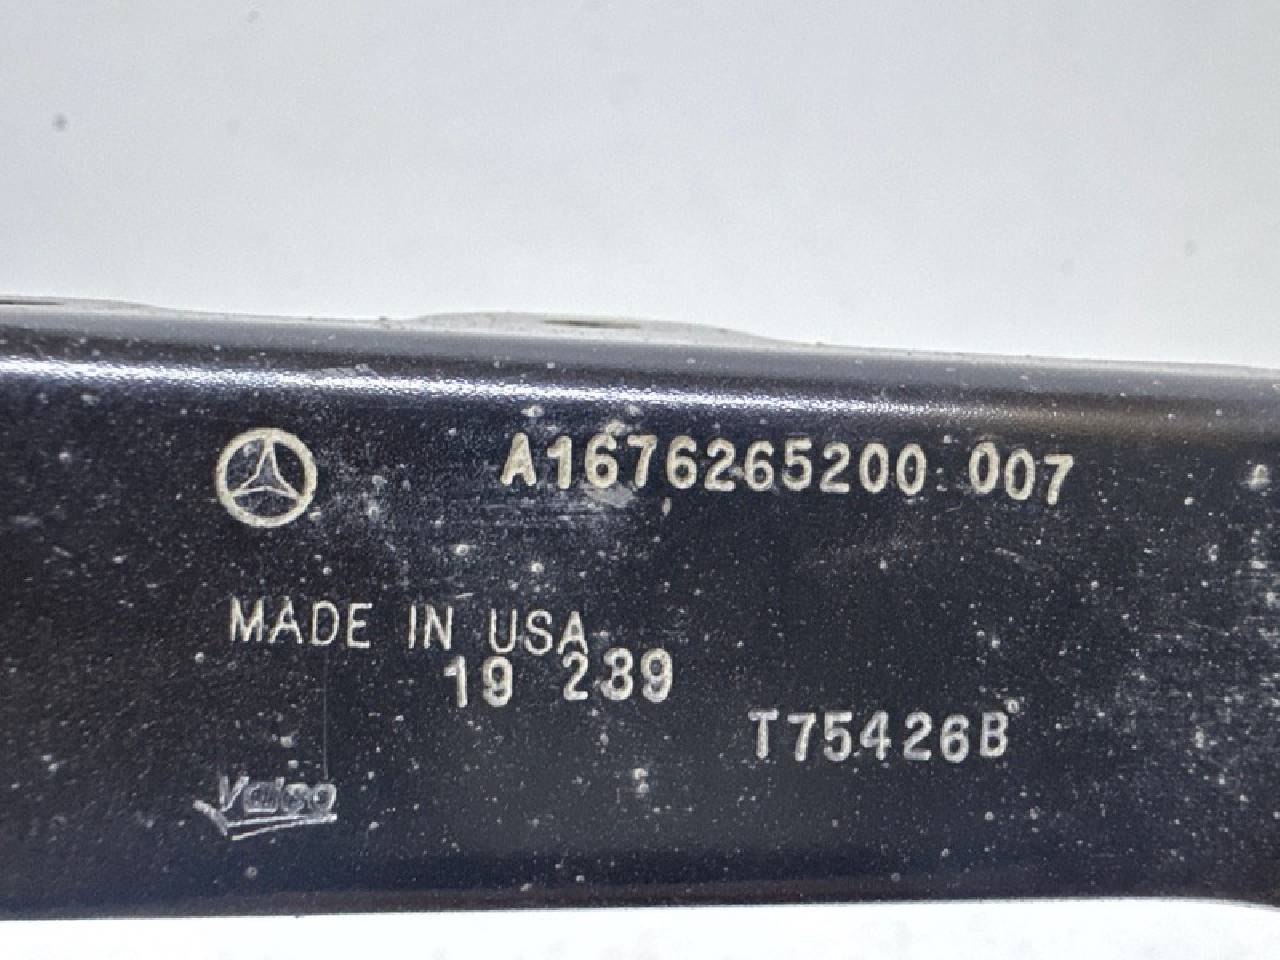 A1676265200 007
MADE IN USA
19 239
T75426B
Valeo